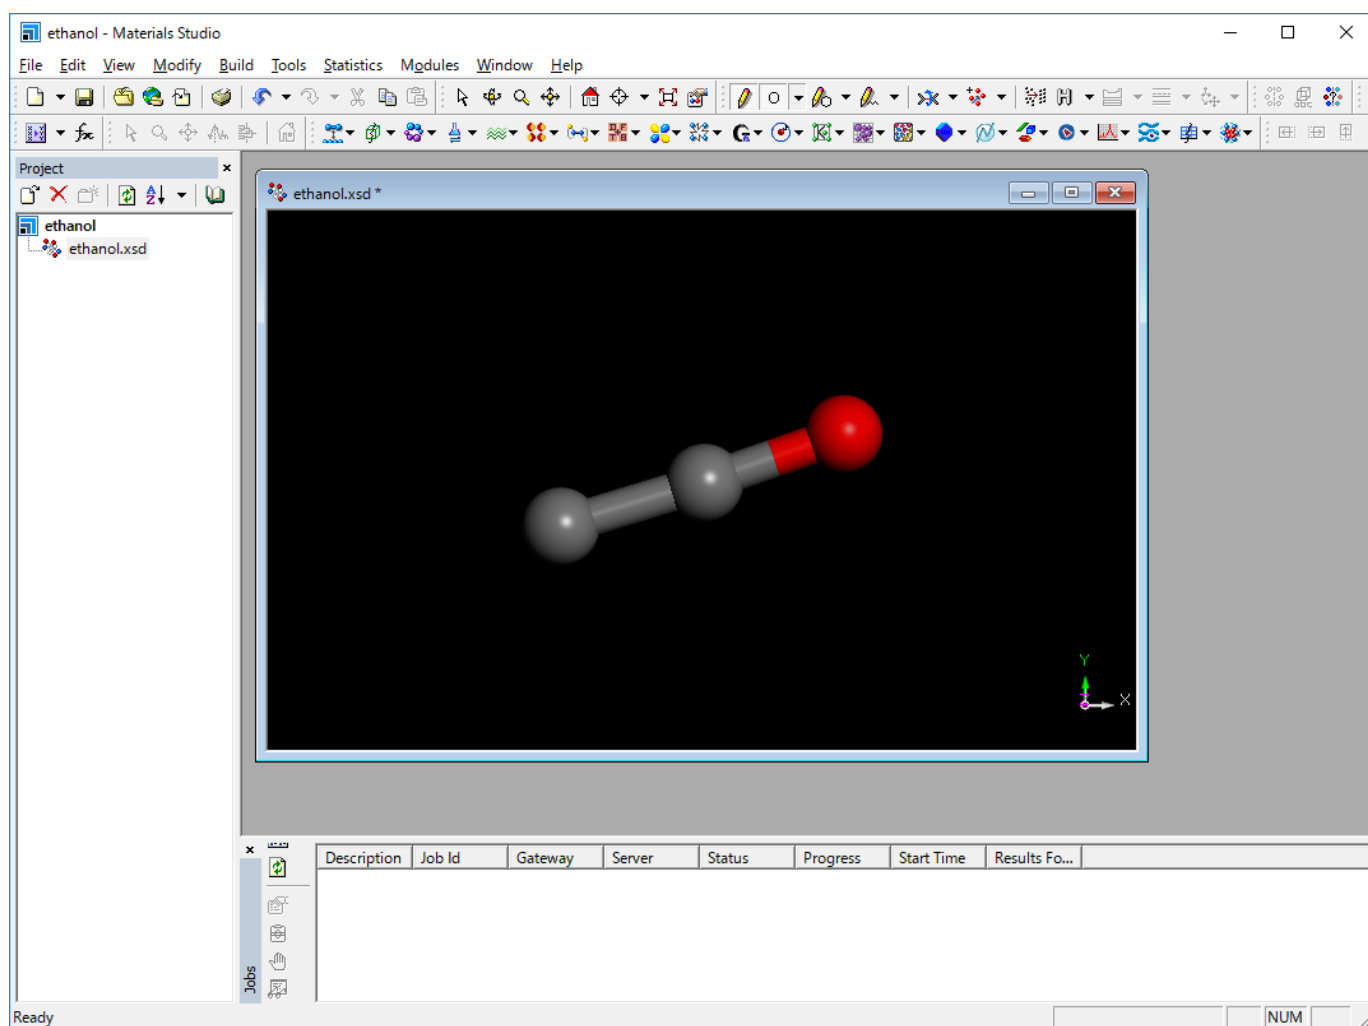 ethanol - Materials Studio
File Edit View Modify Build Tools Statistics Modules Window Help
Project
ethanol
ethanol.xsd
ethanol.xsd *
Y
X
Description Job Id Gateway Server Status Progress Start Time Results Fo...
Jobs
Ready
NUM